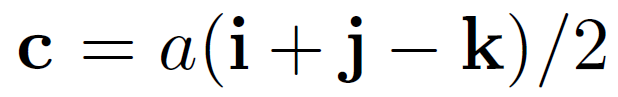 c = a(i + j − k)/2